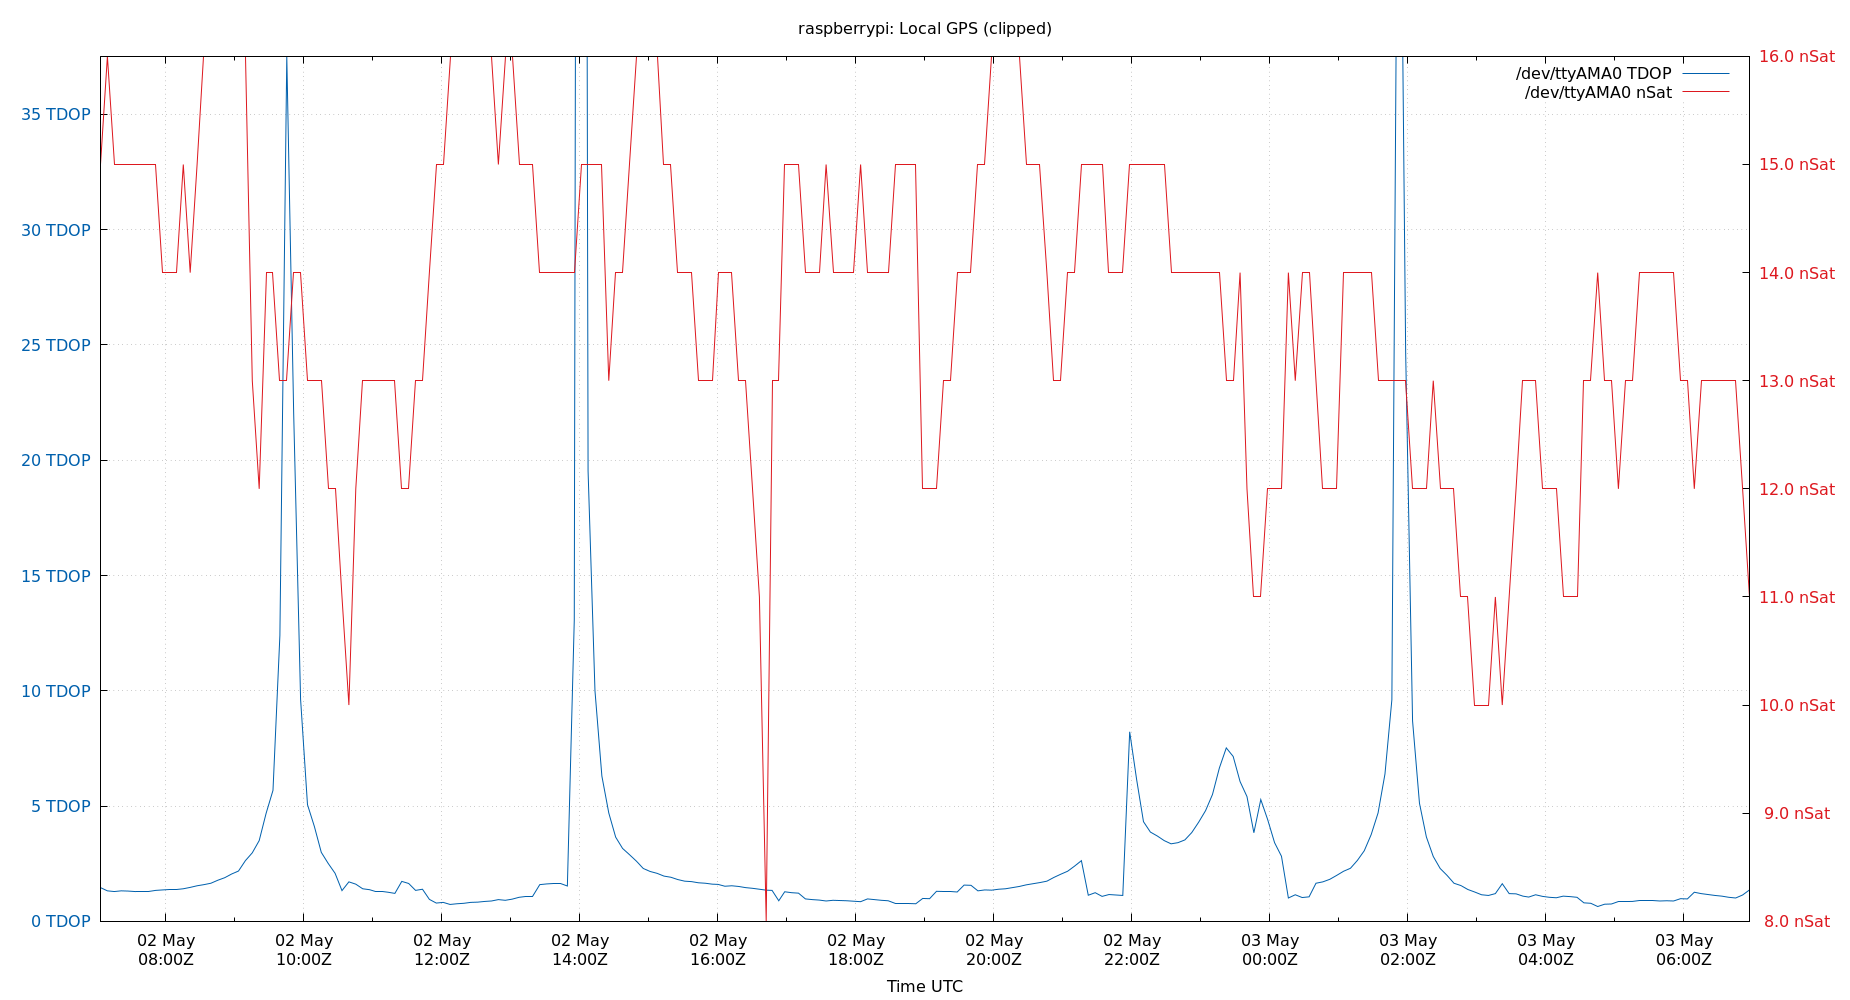 raspberrypi: Local GPS (clipped)
/dev/ttyAMA0 TDOP
/dev/ttyAMA0 nSat
35 TDOP
30 TDOP
25 TDOP
20 TDOP
15 TDOP
10 TDOP
5 TDOP
0 TDOP
16.0 nSat
15.0 nSat
14.0 nSat
13.0 nSat
12.0 nSat
11.0 nSat
10.0 nSat
9.0 nSat
8.0 nSat
02 May
08:00Z
02 May
10:00Z
02 May
12:00Z
02 May
14:00Z
02 May
16:00Z
02 May
18:00Z
02 May
20:00Z
02 May
22:00Z
03 May
00:00Z
03 May
02:00Z
03 May
04:00Z
03 May
06:00Z
Time UTC